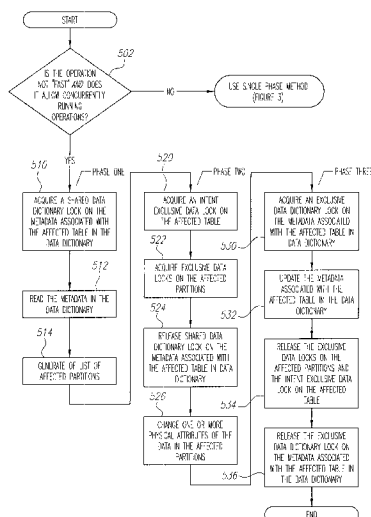 START
502
IS THE OPERATION
NOT "FAST" AND DOES
IT ALLOW CONCURRENTLY
RUNNING
OPERATIONS?
NO
USE SINGLE PHASE METHOD
(FIGURE 3)
YES
510
PHASE ONE
ACQUIRE A SHARED DATA
DICTIONARY LOCK ON THE
METADATA ASSOCIATED WITH
THE AFFECTED TABLE IN
THE DATA DICTIONARY
512
READ THE METADATA IN THE
DATA DICTIONARY
514
GENERATE OF LIST OF
AFFECTED PARTITIONS
520
PHASE TWO
ACQUIRE AN INTENT
EXCLUSIVE DATA LOCK ON
THE AFFECTED TABLE
522
ACQUIRE EXCLUSIVE DATA
LOCKS ON THE AFFECTED
PARTITIONS
524
RELEASE SHARED DATA
DICTIONARY LOCK ON THE
METADATA ASSOCIATED WITH
THE AFFECTED TABLE IN DATA
DICTIONARY
526
CHANGE ONE OR MORE
PHYSICAL ATTRIBUTES OF THE
DATA IN THE AFFECTED
PARTITIONS
PHASE THREE
ACQUIRE AN EXCLUSIVE
DATA DICTIONARY LOCK ON
THE METADATA ASSOCIATED
WITH THE AFFECTED TABLE
IN DATA DICTIONARY
530
UPDATE THE METADATA
ASSOCIATED WITH THE
AFFECTED TABLE IN THE DATA
DICTIONARY
532
RELEASE THE EXCLUSIVE
DATA LOCKS ON THE
AFFECTED PARTITIONS AND
THE INTENT EXCLUSIVE DATA
LOCK ON THE AFFECTED
TABLE
534
RELEASE THE EXCLUSIVE
DATA DICTIONARY LOCK ON
THE METADATA ASSOCIATED
WITH THE AFFECTED TABLE IN
THE DATA DICTIONARY
536
END